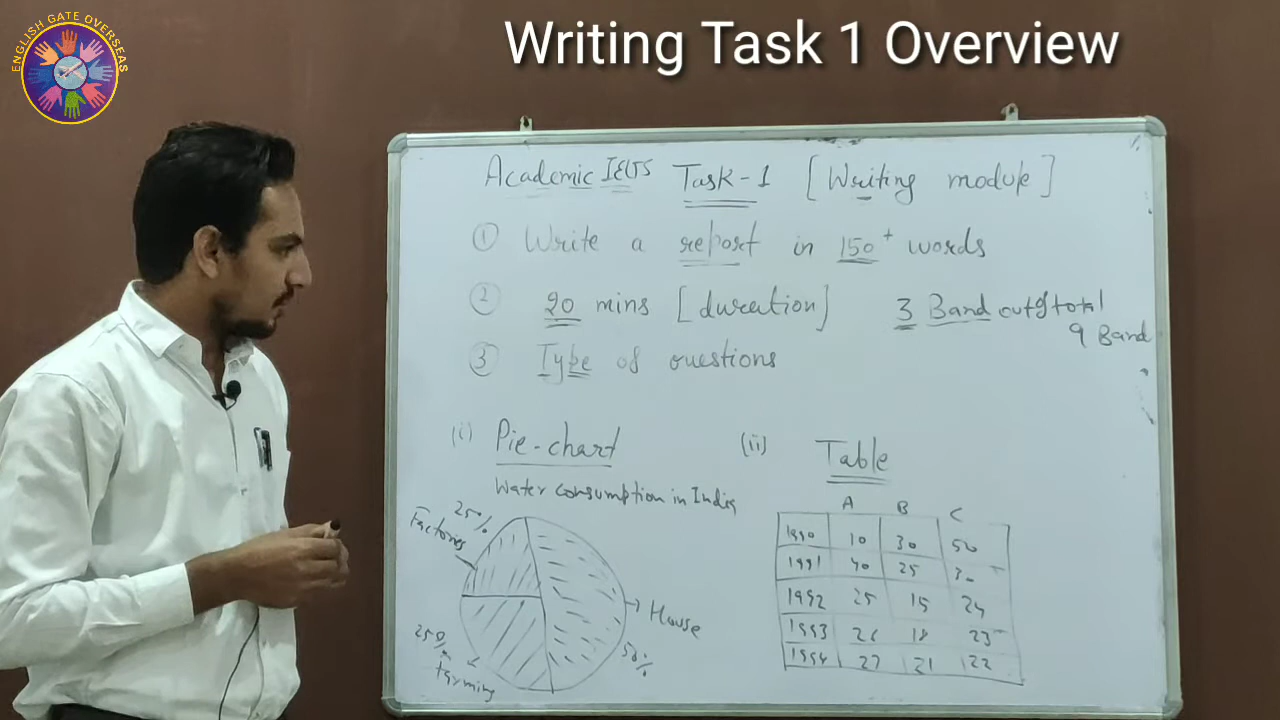 ENGLISH GATE OVERSEAS
Writing Task 1 Overview
Academic IELTS Task-1 [Writing module]
① Write a report in 150+ words
② 20 mins [duration] 3 Band out of total
9 Band
③ Type of questions
(i) Pie-chart
Water consumption in India
25%
Factories
House
50%
25%
Farming
(ii) Table
A B C
1990 10 30 50
1991 40 25 30
1992 25 15 24
1993 26 18 23
1994 27 21 22